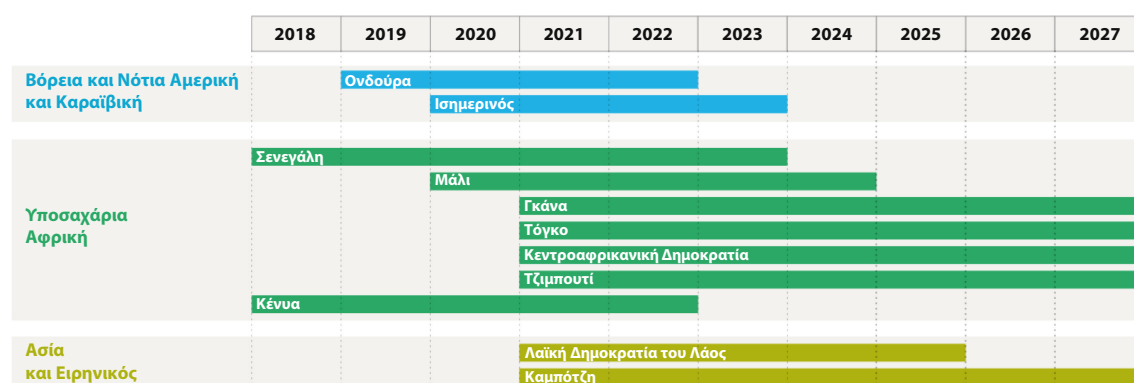 2018 2019 2020 2021 2022 2023 2024 2025 2026 2027
Βόρεια και Νότια Αμερική
και Καραϊβική
Ονδούρα
Ισημερινός
Υποσαχάρια
Αφρική
Σενεγάλη
Μάλι
Γκάνα
Τόγκο
Κεντροαφρικανική Δημοκρατία
Τζιμπουτί
Κένυα
Ασία
και Ειρηνικός
Λαϊκή Δημοκρατία του Λάος
Καμπότζη